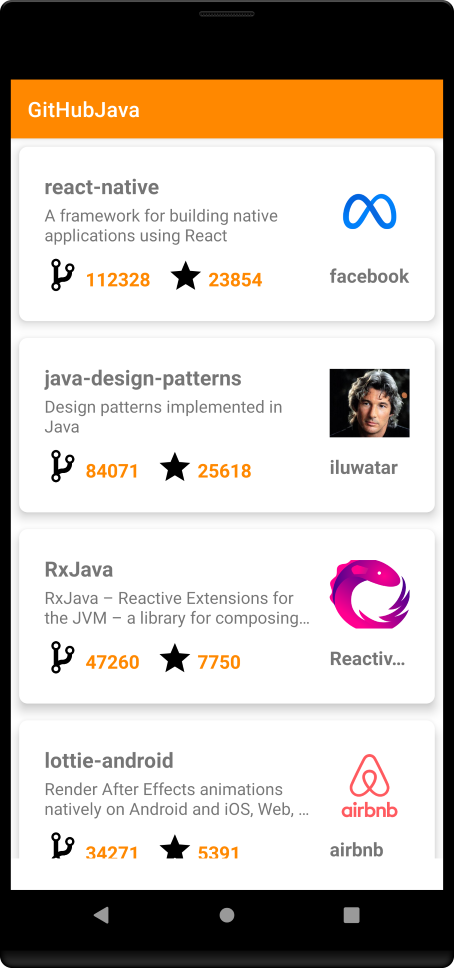 GitHubJava
react-native
A framework for building native
applications using React
112328 23854
facebook
java-design-patterns
Design patterns implemented in
Java
84071 25618
iluwatar
RxJava
RxJava – Reactive Extensions for
the JVM – a library for composing…
47260 7750
Reactiv…
lottie-android
Render After Effects animations
natively on Android and iOS, Web, …
34271 5391
airbnb
airbnb